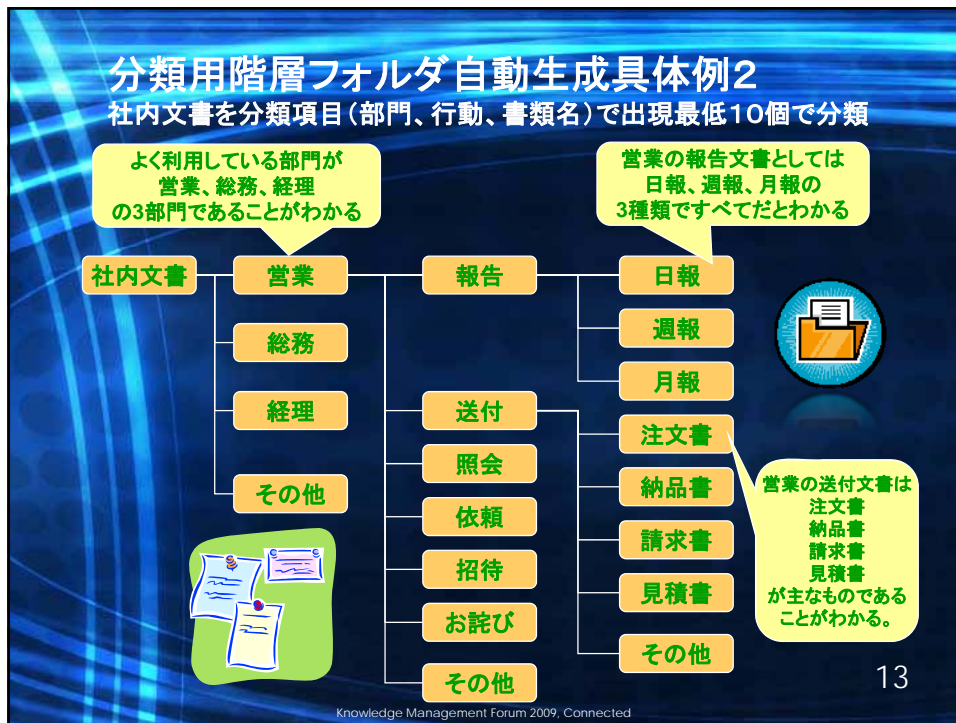 分類用階層フォルダ自動生成具体例２
社内文書を分類項目（部門、行動、書類名）で出現最低１０個で分類
よく利用している部門が
営業、総務、経理
の3部門であることがわかる
営業の報告文書としては
日報、週報、月報の
3種類ですべてだとわかる
社内文書
営業
報告
日報
総務
週報
月報
経理
送付
注文書
照会
その他
納品書
依頼
請求書
招待
見積書
お詫び
その他
その他
営業の送付文書は
注文書
納品書
請求書
見積書
が主なものである
ことがわかる。
13
Knowledge Management Forum 2009, Connected